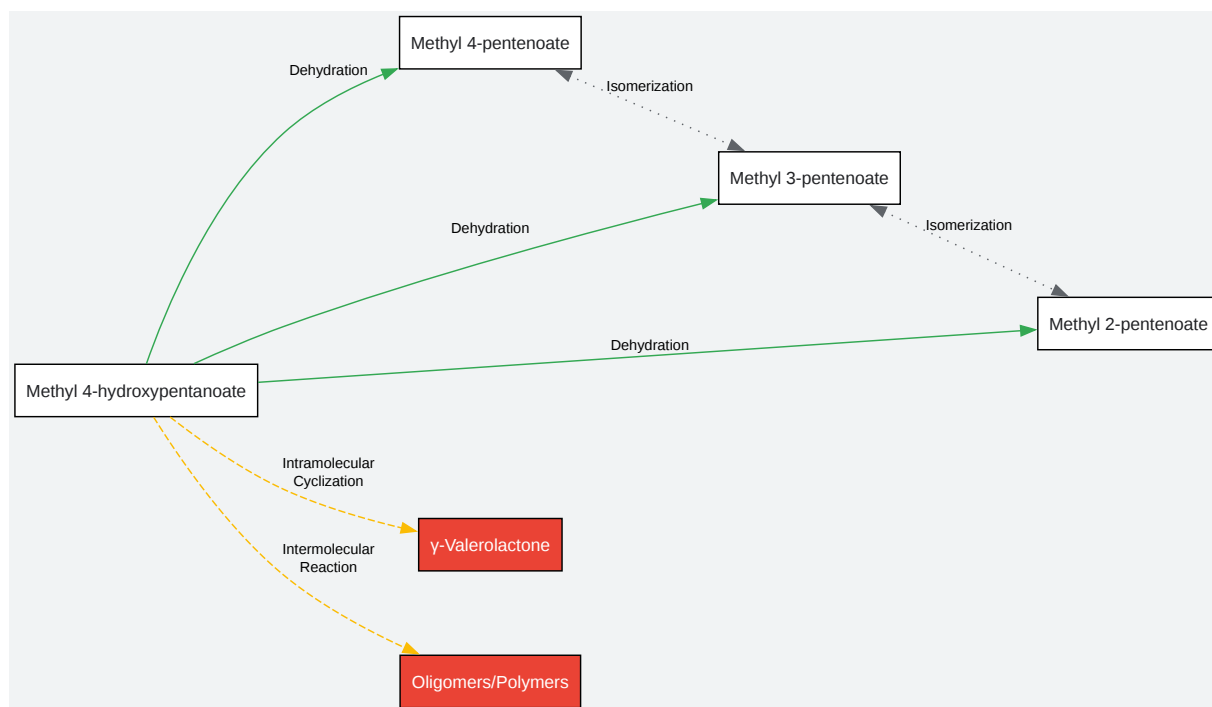 Methyl 4-pentenoate
Dehydration
Isomerization
Methyl 3-pentenoate
Dehydration
Isomerization
Methyl 2-pentenoate
Dehydration
Methyl 4-hydroxypentanoate
Intramolecular
Cyclization
γ-Valerolactone
Intermolecular
Reaction
Oligomers/Polymers